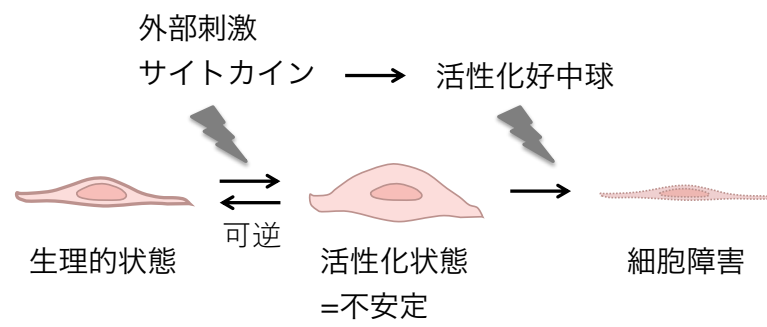 外部刺激
サイトカイン
活性化好中球
可逆
生理的状態
活性化状態
=不安定
細胞障害